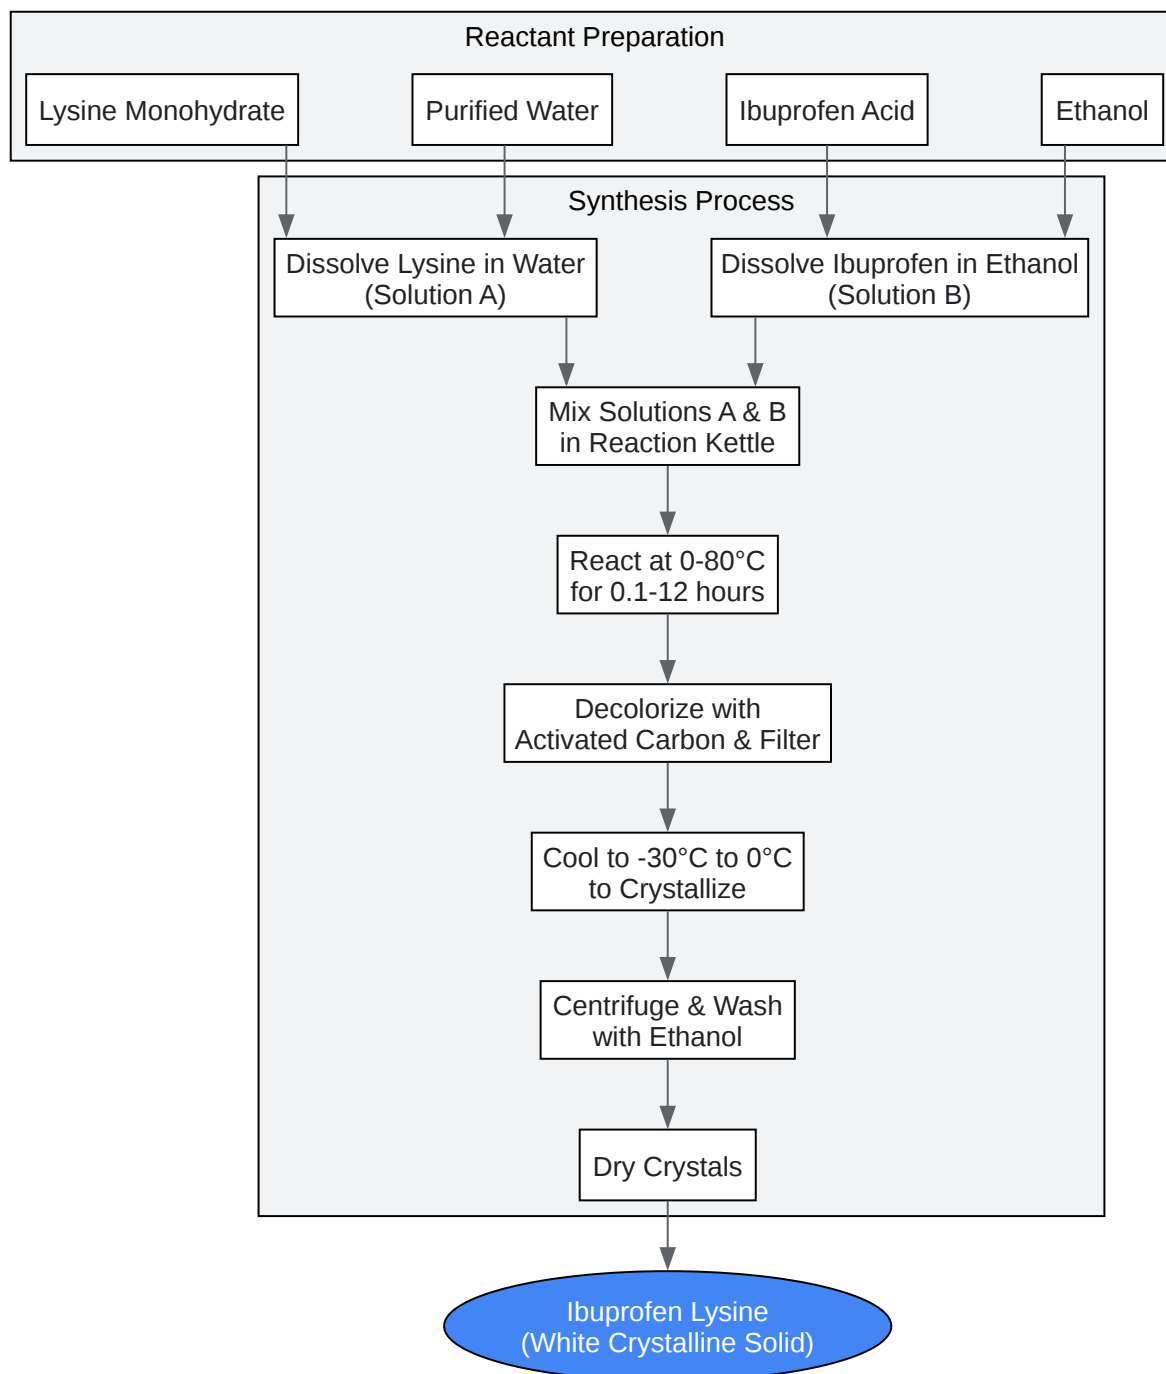 Reactant Preparation
Lysine Monohydrate
Purified Water
Ibuprofen Acid
Ethanol
Synthesis Process
Dissolve Lysine in Water
(Solution A)
Dissolve Ibuprofen in Ethanol
(Solution B)
Mix Solutions A & B
in Reaction Kettle
React at 0-80°C
for 0.1-12 hours
Decolorize with
Activated Carbon & Filter
Cool to -30°C to 0°C
to Crystallize
Centrifuge & Wash
with Ethanol
Dry Crystals
Ibuprofen Lysine
(White Crystalline Solid)